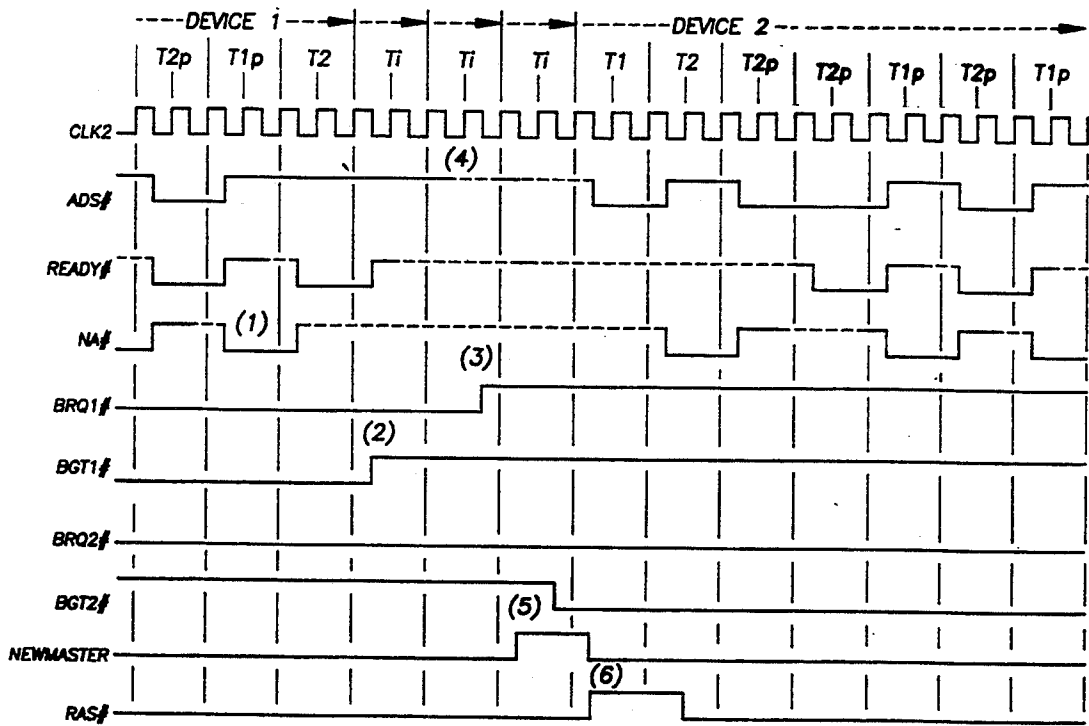 DEVICE 1 DEVICE 2
T2p T1p T2 Ti Ti Ti T1 T2 T2p T2p T1p T2p T1p
CLK2
(4)
ADS#
READY#
(1)
NA#
(3)
BRQ1#
(2)
BGT1#
BRQ2#
BGT2#
(5)
NEWMASTER
(6)
RAS#